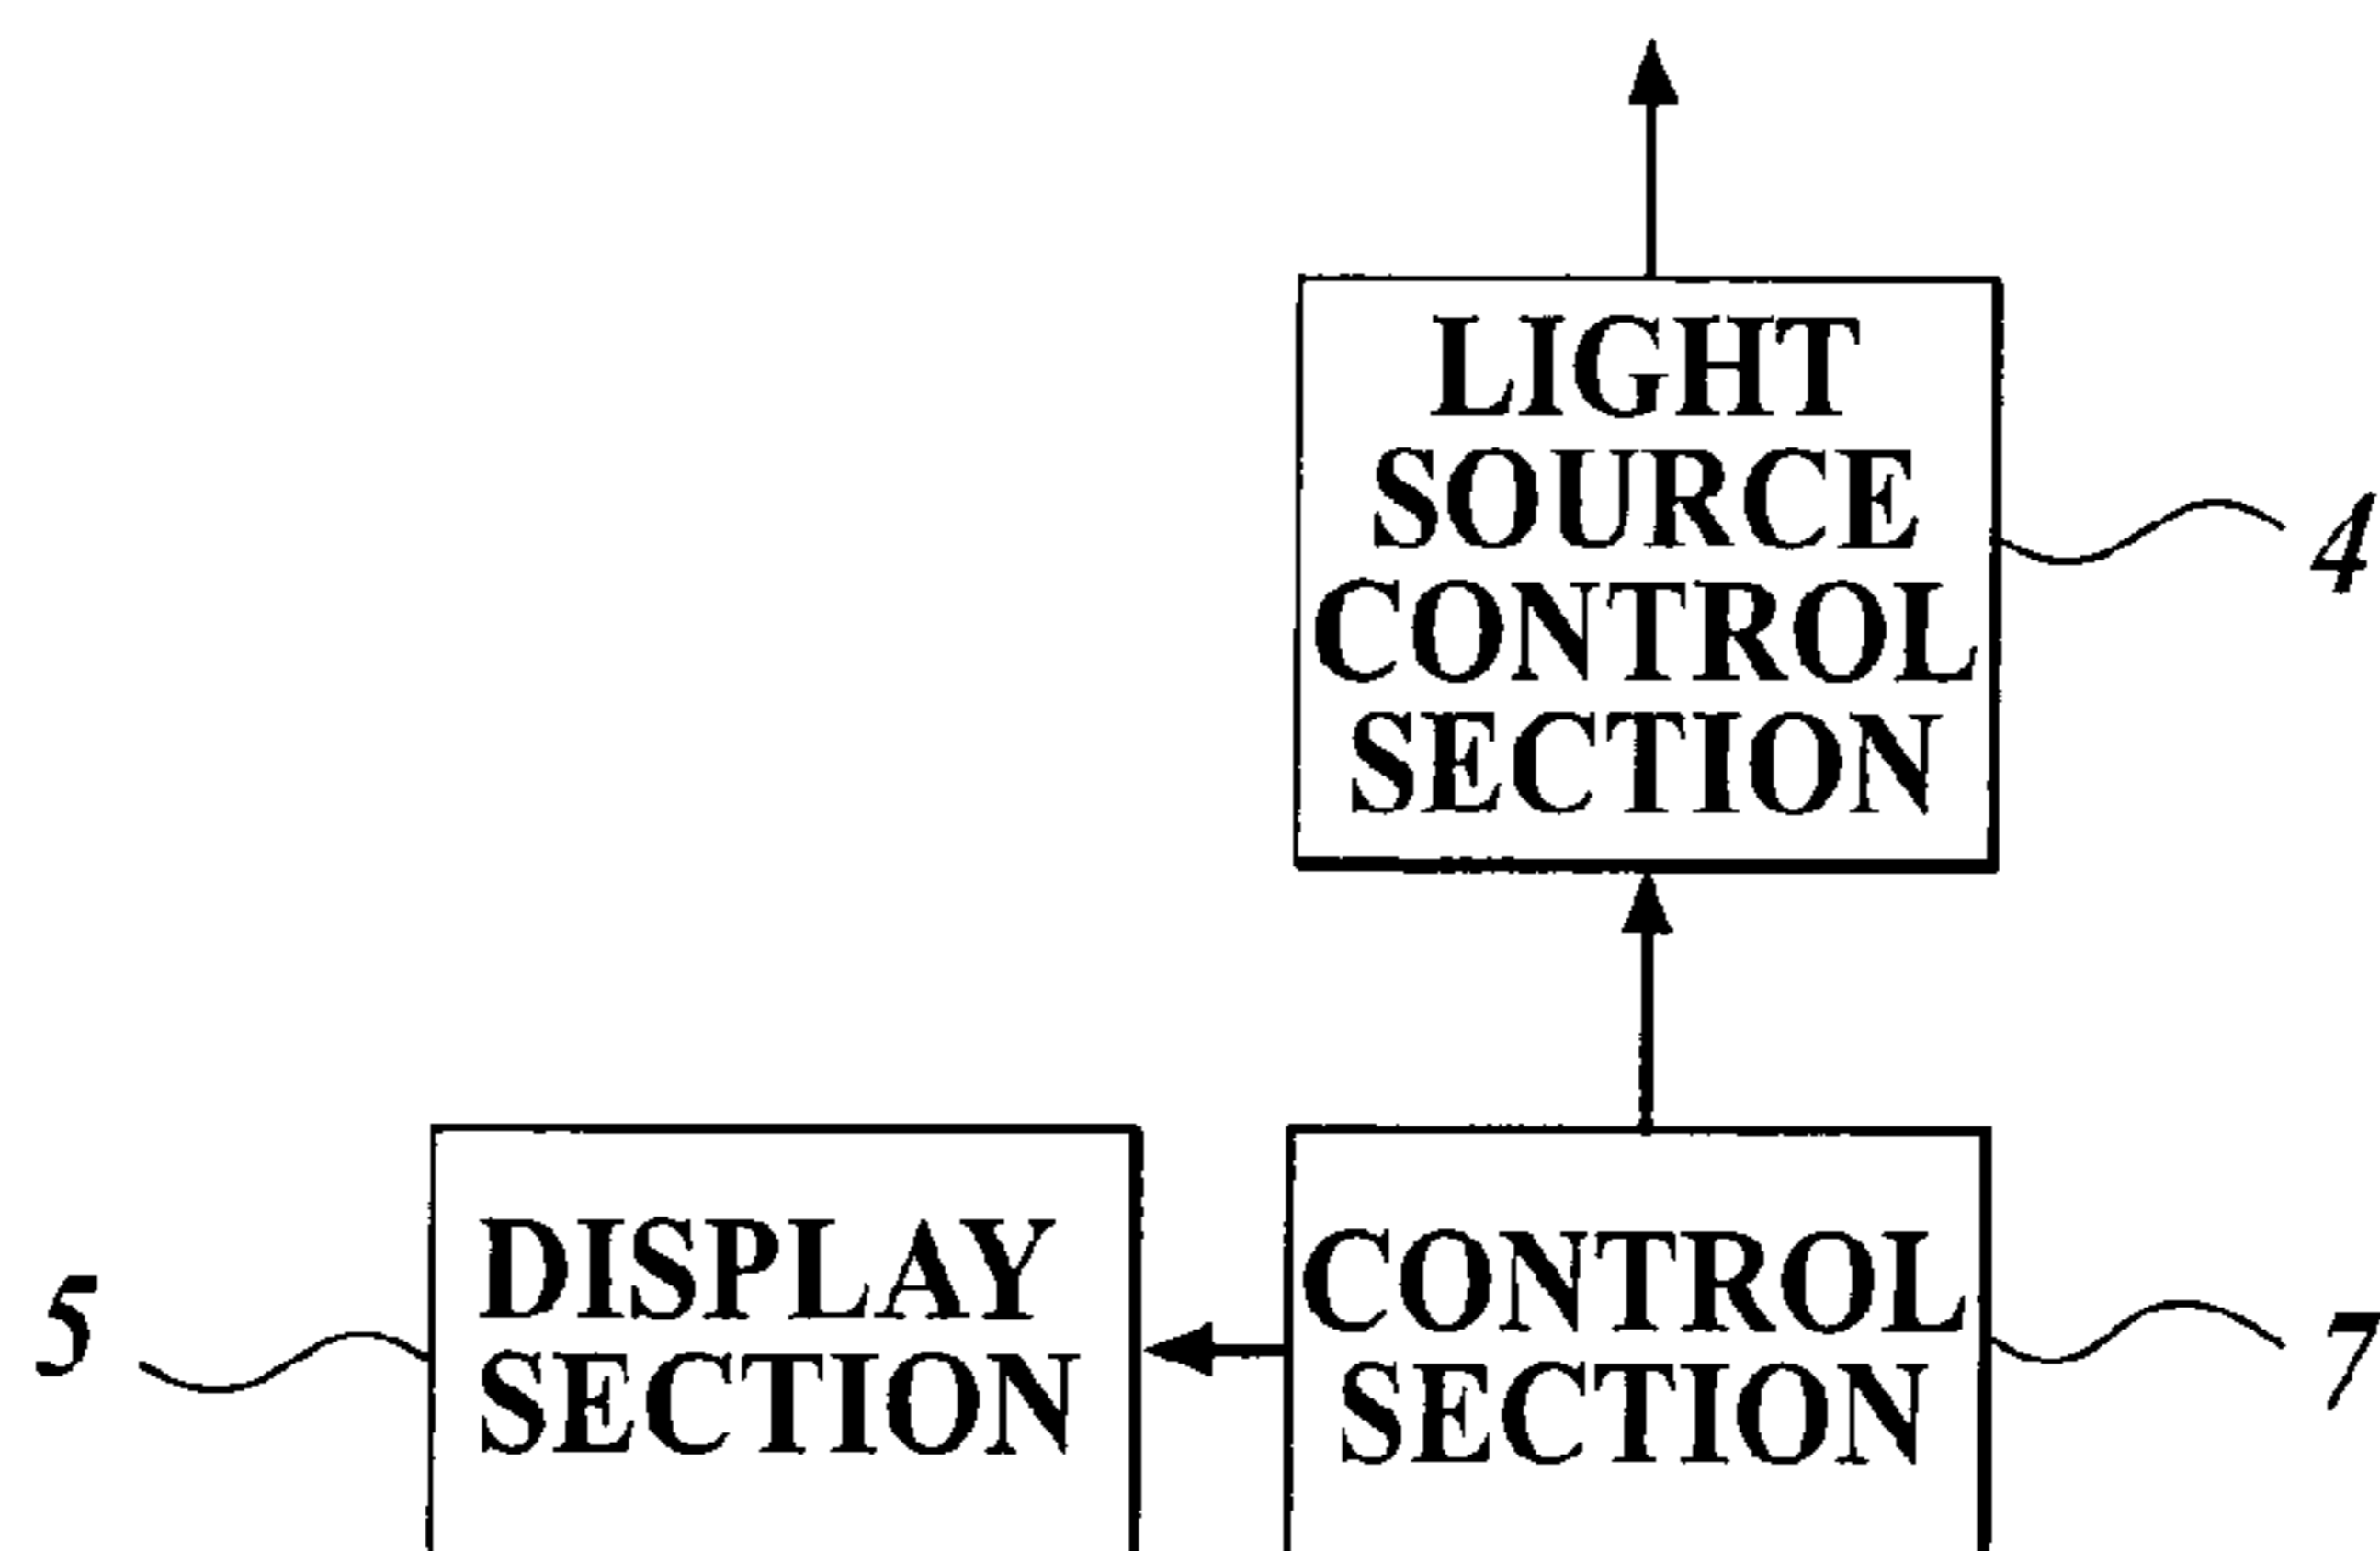 LIGHT
SOURCE
CONTROL
SECTION
4
DISPLAY
SECTION
5
CONTROL
SECTION
7